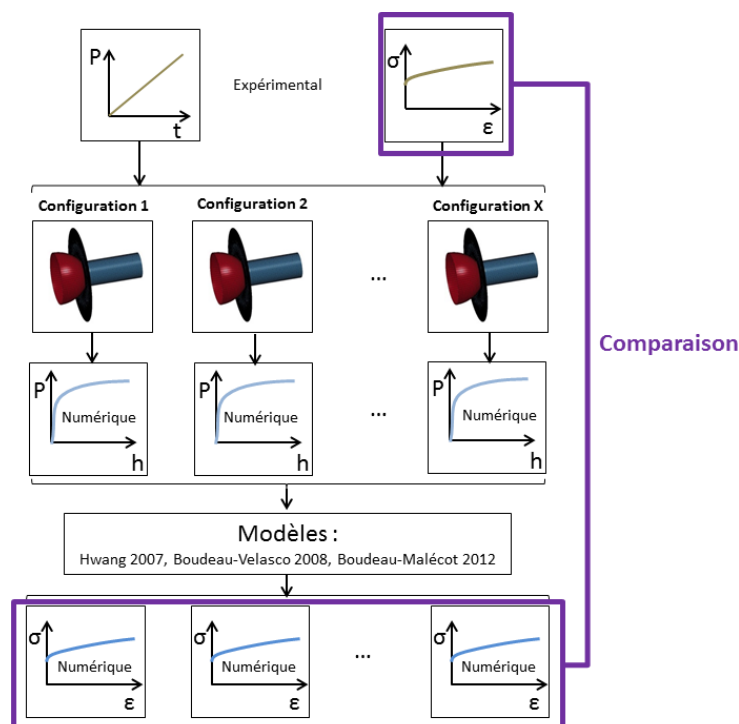 P
t
Expérimental
σ
ε
Configuration 1
Configuration 2
Configuration X
...
P
Numérique
h
P
Numérique
h
...
P
Numérique
h
Comparaison
Modèles :
Hwang 2007, Boudeau-Velasco 2008, Boudeau-Malécot 2012
σ
Numérique
ε
σ
Numérique
ε
...
σ
Numérique
ε